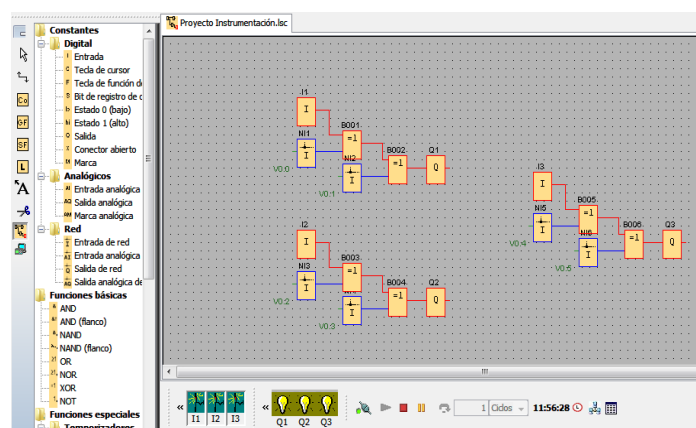 Proyecto Instrumentación.lsc
Constantes
Digital
Entrada
Tecla de cursor
Tecla de función d
Bit de registro de c
Estado 0 (bajo)
Estado 1 (alto)
Salida
Conector abierto
Marca
Analógicos
Entrada analógica
Salida analógica
Marca analógica
Red
Entrada de red
Entrada analógica
Salida de red
Salida analógica de
Funciones básicas
AND
AND (flanco)
NAND
NAND (flanco)
OR
NOR
XOR
NOT
Funciones especiales
Temporizadores
Co
GF
SF
L
A
I1
I
NI1
B001
=1
I
V0.0
NI2
B002
Q1
=1
Q
I
V0.1
I3
I
NI5
B005
=1
I
V0.4
NI6
B006
Q3
=1
Q
I
V0.5
I2
I
NI3
B003
=1
I
V0.2
B004
Q2
=1
Q
I
V0.3
« I1 I2 I3
« Q1 Q2 Q3
1 Ciclos
11:56:28